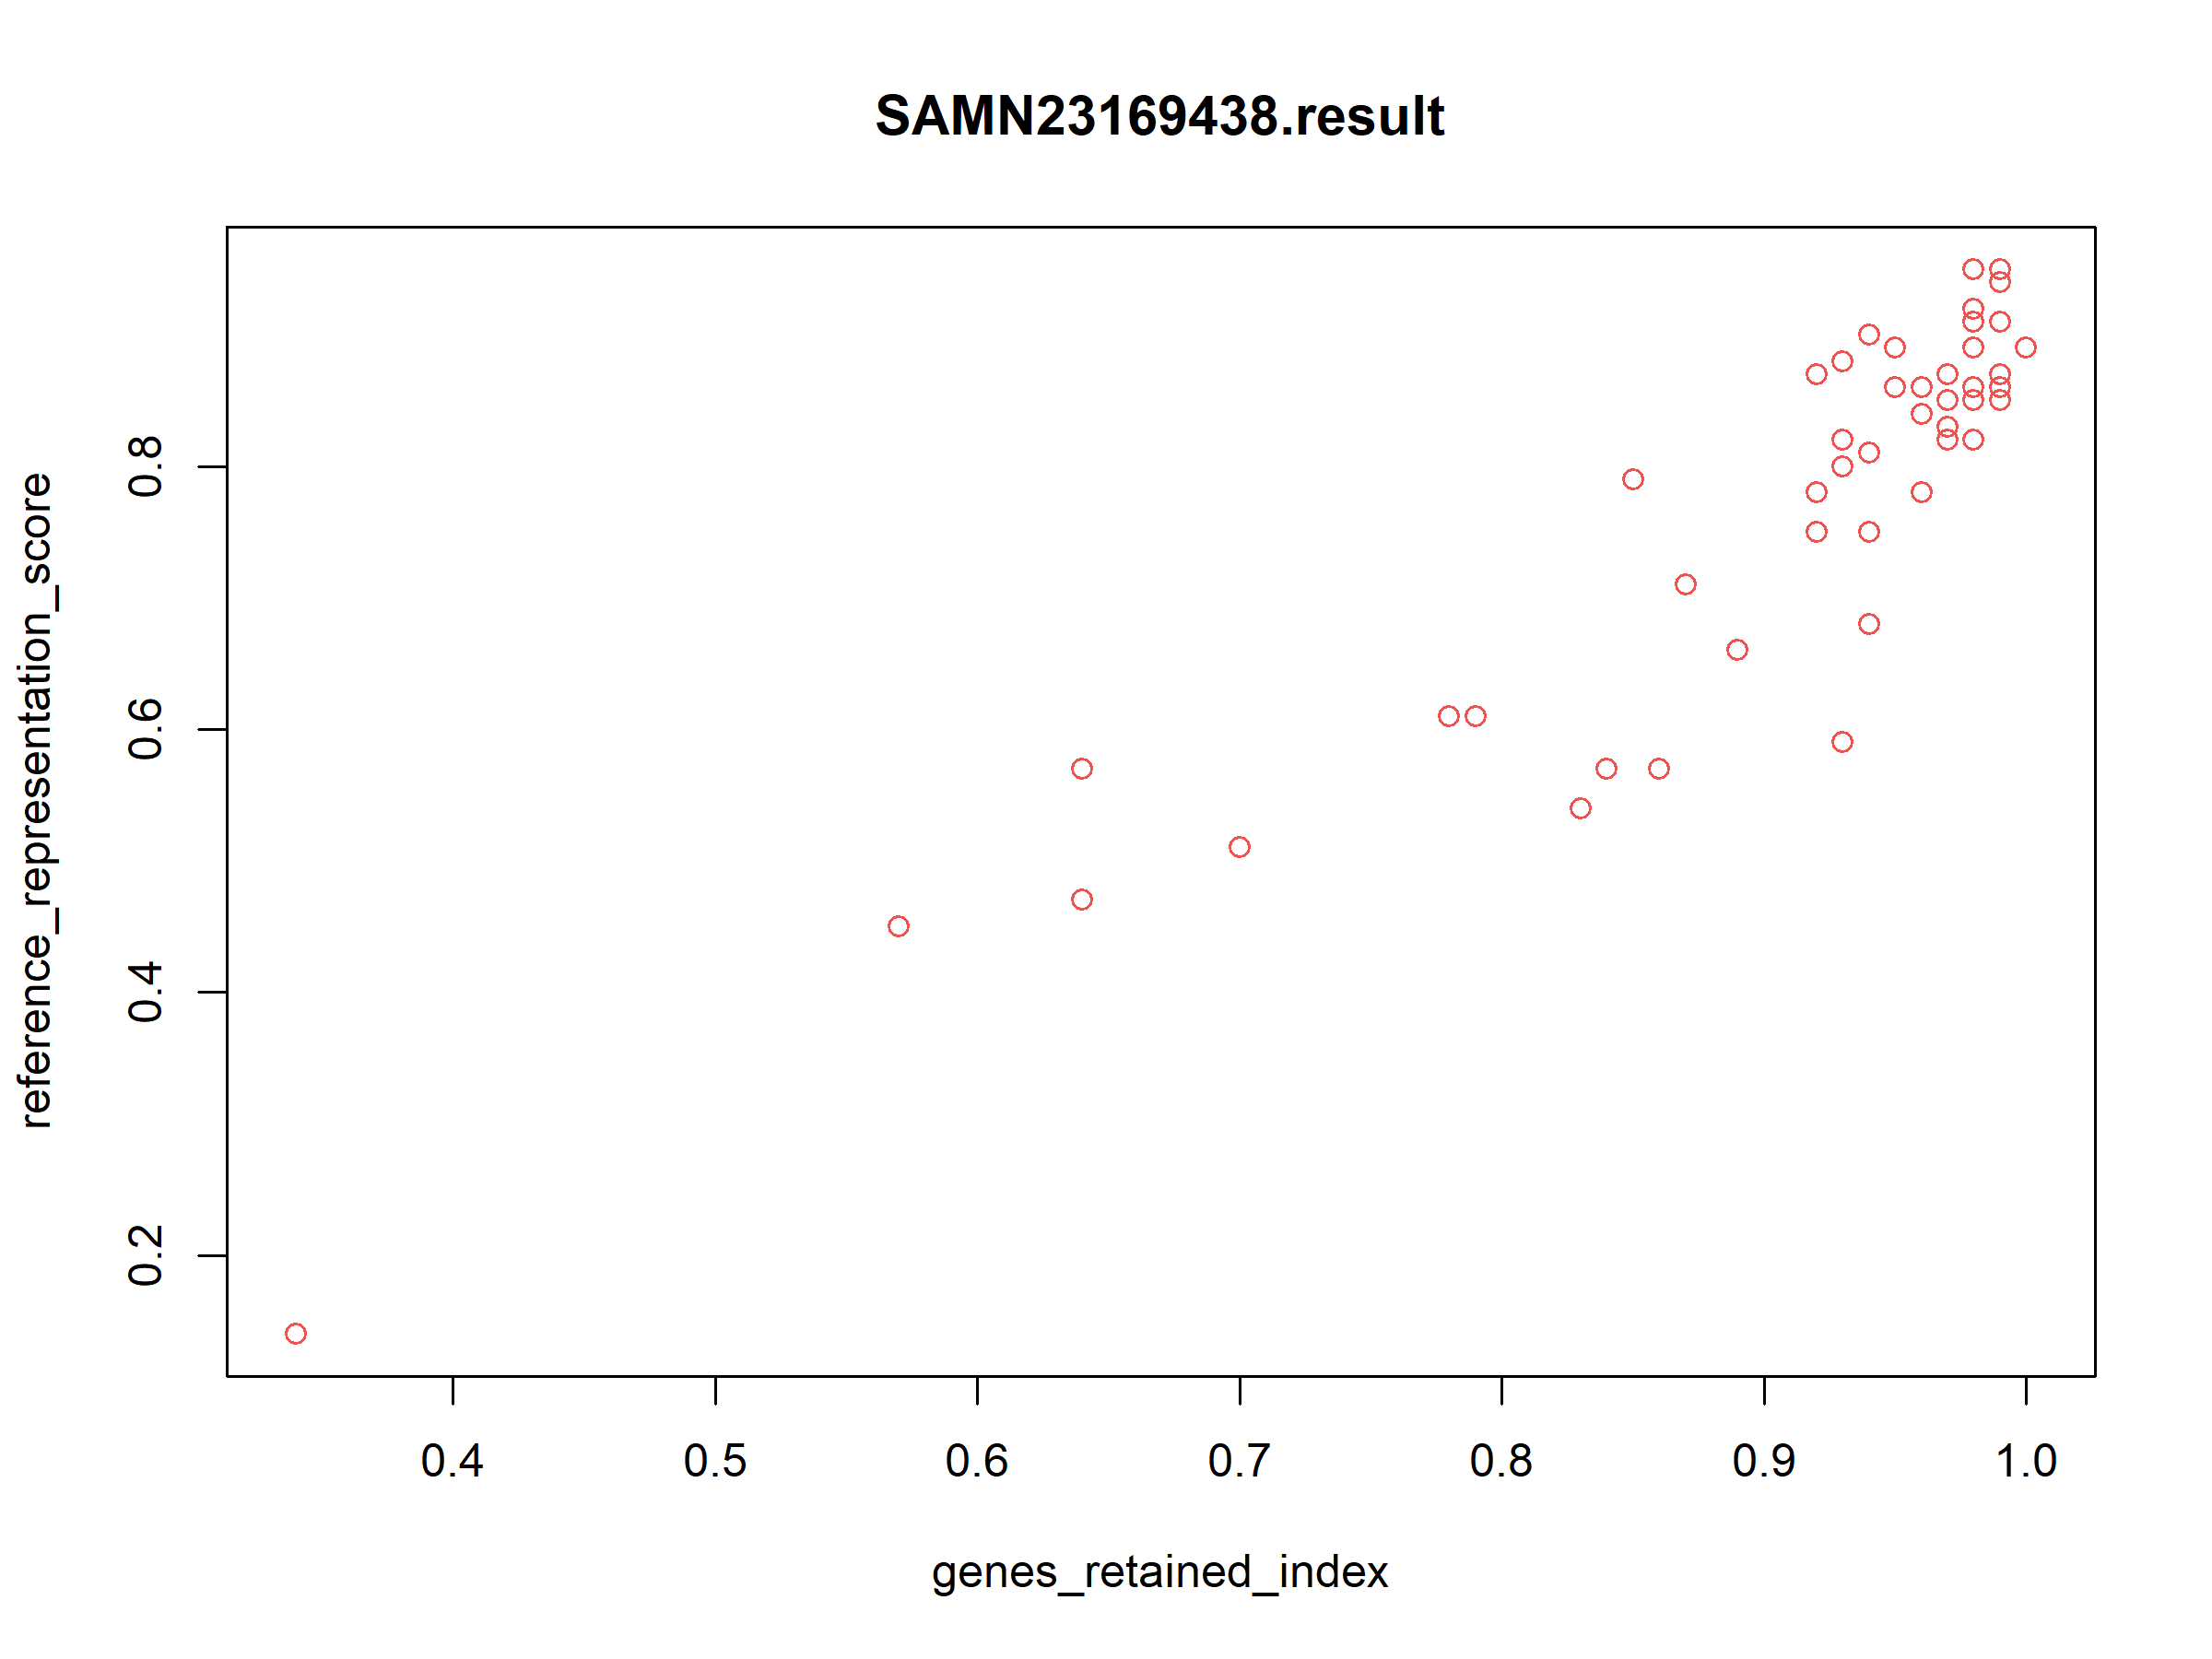 SAMN23169438.result
reference_representation_score
0.8
0.6
0.4
0.2
0.4 0.5 0.6 0.7 0.8 0.9 1.0
genes_retained_index